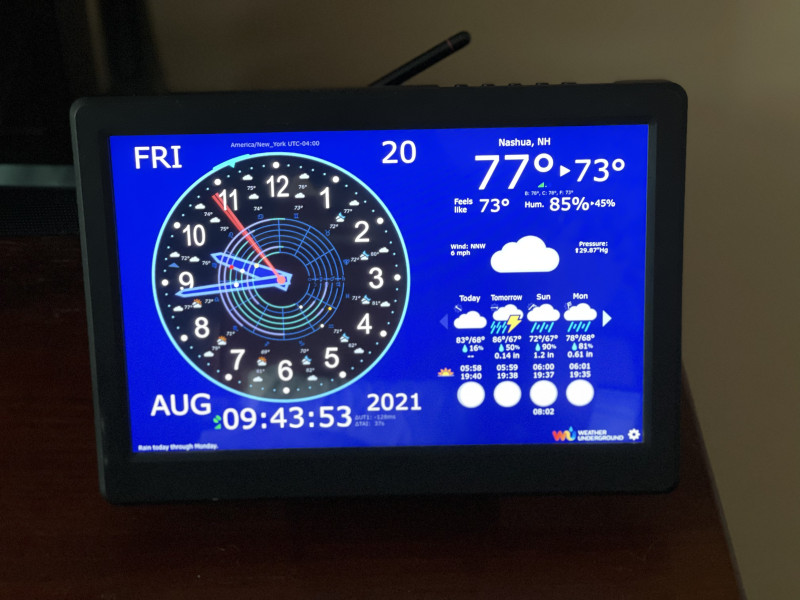 FRI
America/New_York UTC-04:00
20
12
1
2
3
4
5
6
7
8
9
10
11
AUG
09:43:53
2021
ΔTAI: 37s
Rain today through Monday.
Nashua, NH
77° ▸ 73°
Feels like 73°
Hum. 85% ▸45%
Wind: NNW
6 mph
Pressure:
29.87"Hg
Today Tomorrow Sun Mon
83°/68° 86°/67° 72°/67° 78°/68°
16% 50% 90% 81%
-- 0.14 in 1.2 in 0.61 in
05:58 05:59 06:00 06:01
19:40 19:38 19:37 19:35
08:02
WU WEATHER
UNDERGROUND